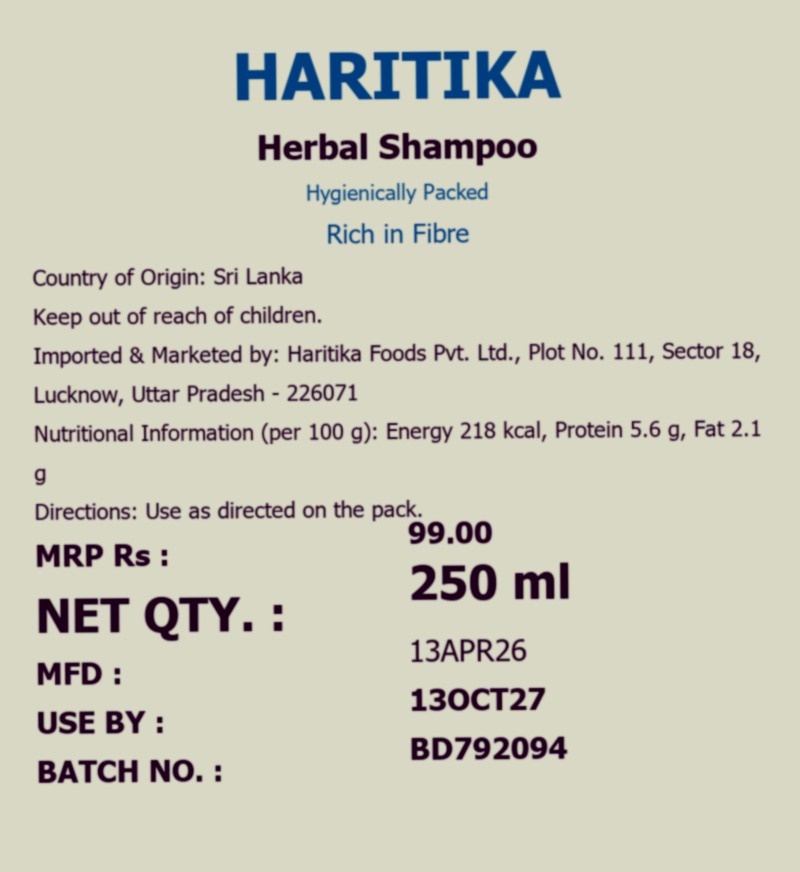 HARITIKA
Herbal Shampoo
Hygienically Packed
Rich in Fibre
Country of Origin: Sri Lanka
Keep out of reach of children.
Imported & Marketed by: Haritika Foods Pvt. Ltd., Plot No. 111, Sector 18,
Lucknow, Uttar Pradesh - 226071
Nutritional Information (per 100 g): Energy 218 kcal, Protein 5.6 g, Fat 2.1
g
Directions: Use as directed on the pack.
MRP Rs : 99.00
NET QTY. : 250 ml
MFD : 13APR26
USE BY : 13OCT27
BATCH NO. : BD792094